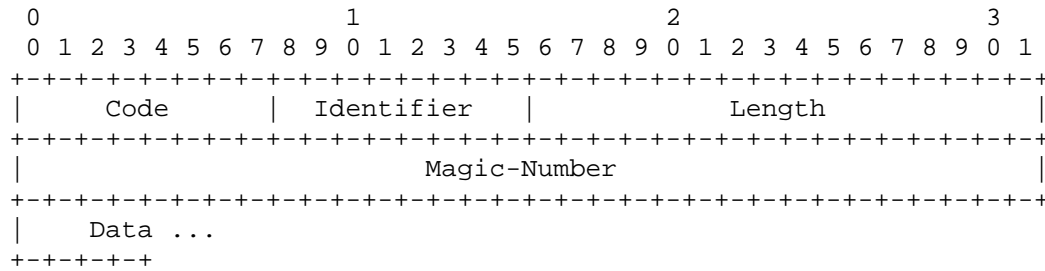 0                   1                   2                   3
 0 1 2 3 4 5 6 7 8 9 0 1 2 3 4 5 6 7 8 9 0 1 2 3 4 5 6 7 8 9 0 1
+-+-+-+-+-+-+-+-+-+-+-+-+-+-+-+-+-+-+-+-+-+-+-+-+-+-+-+-+-+-+-+-+
|     Code      |  Identifier   |            Length             |
+-+-+-+-+-+-+-+-+-+-+-+-+-+-+-+-+-+-+-+-+-+-+-+-+-+-+-+-+-+-+-+-+
|                         Magic-Number                          |
+-+-+-+-+-+-+-+-+-+-+-+-+-+-+-+-+-+-+-+-+-+-+-+-+-+-+-+-+-+-+-+-+
|    Data ...
+-+-+-+-+